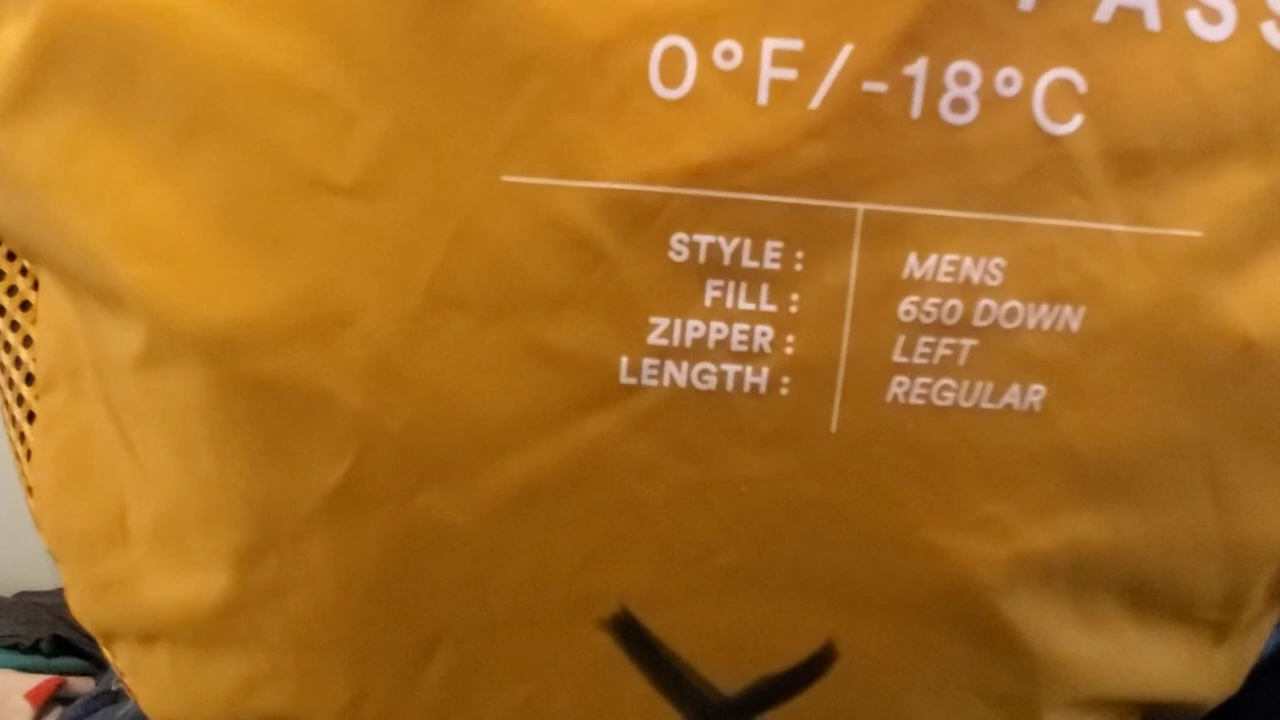 0°F/-18°C
STYLE : MENS
FILL : 650 DOWN
ZIPPER : LEFT
LENGTH : REGULAR